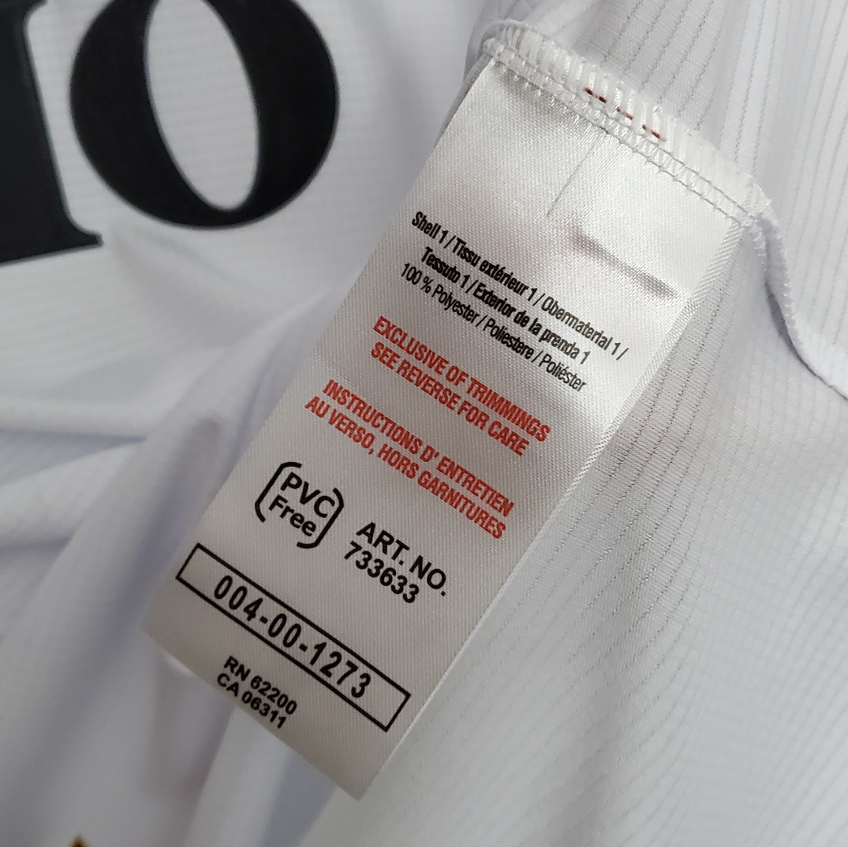 10
Shell 1 / Tissu extérieur 1 / Obermaterial 1 /
Tessuto 1 / Exterior de la prenda 1
100 % Polyester / Poliestere / Poliéster
EXCLUSIVE OF TRIMMINGS
SEE REVERSE FOR CARE
INSTRUCTIONS D' ENTRETIEN
AU VERSO, HORS GARNITURES
PVC
Free
ART. NO.
733633
004-00-1273
RN 62200
CA 06311